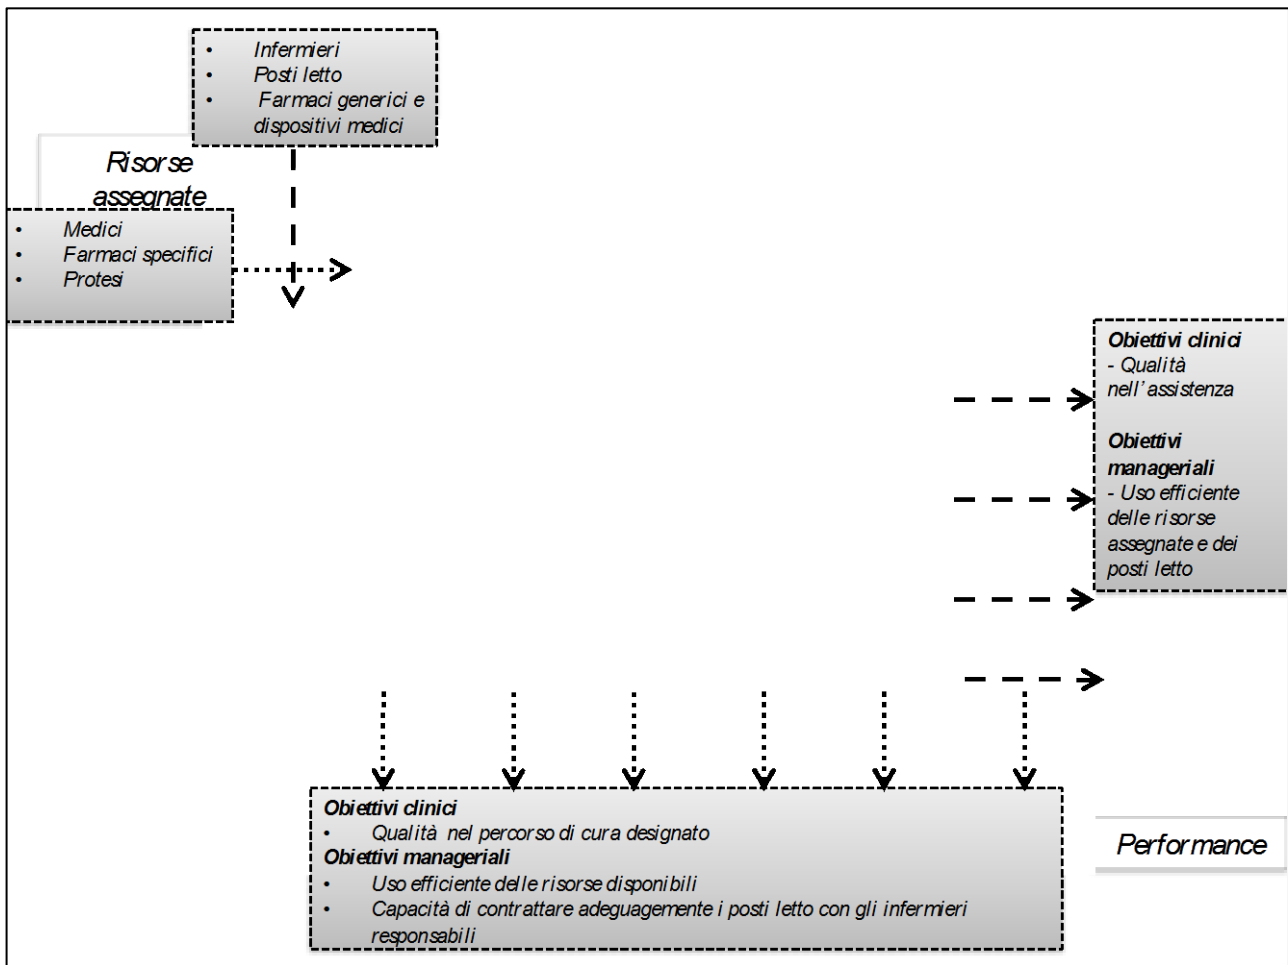 • Infermieri
• Posti letto
• Farmaci generici e
dispositivi medici
Risorse
assegnate
• Medici
• Farmaci specifici
• Protesi
Obiettivi clinici
- Qualità
nell’assistenza
Obiettivi
manageriali
- Uso efficiente
delle risorse
assegnate e dei
posti letto
Obiettivi clinici
• Qualità nel percorso di cura designato
Obiettivi manageriali
• Uso efficiente delle risorse disponibili
• Capacità di contrattare adeguagemente i posti letto con gli infermieri
responsabili
Performance